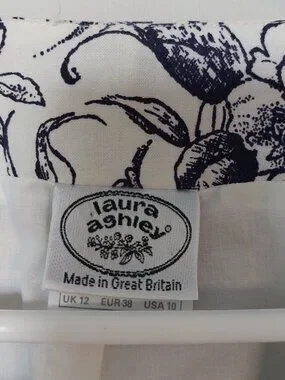 laura
ashley
Made in Great Britain
UK 12 EUR 38 USA 10